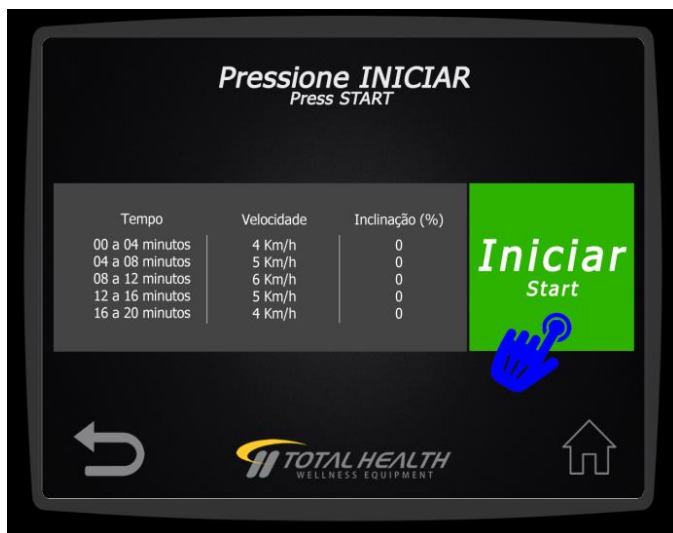 Pressione INICIAR
Press START
Tempo Velocidade Inclinação (%)
00 a 04 minutos 4 Km/h 0
04 a 08 minutos 5 Km/h 0
08 a 12 minutos 6 Km/h 0
12 a 16 minutos 5 Km/h 0
16 a 20 minutos 4 Km/h 0
Iniciar
Start
TOTAL HEALTH
WELLNESS EQUIPMENT